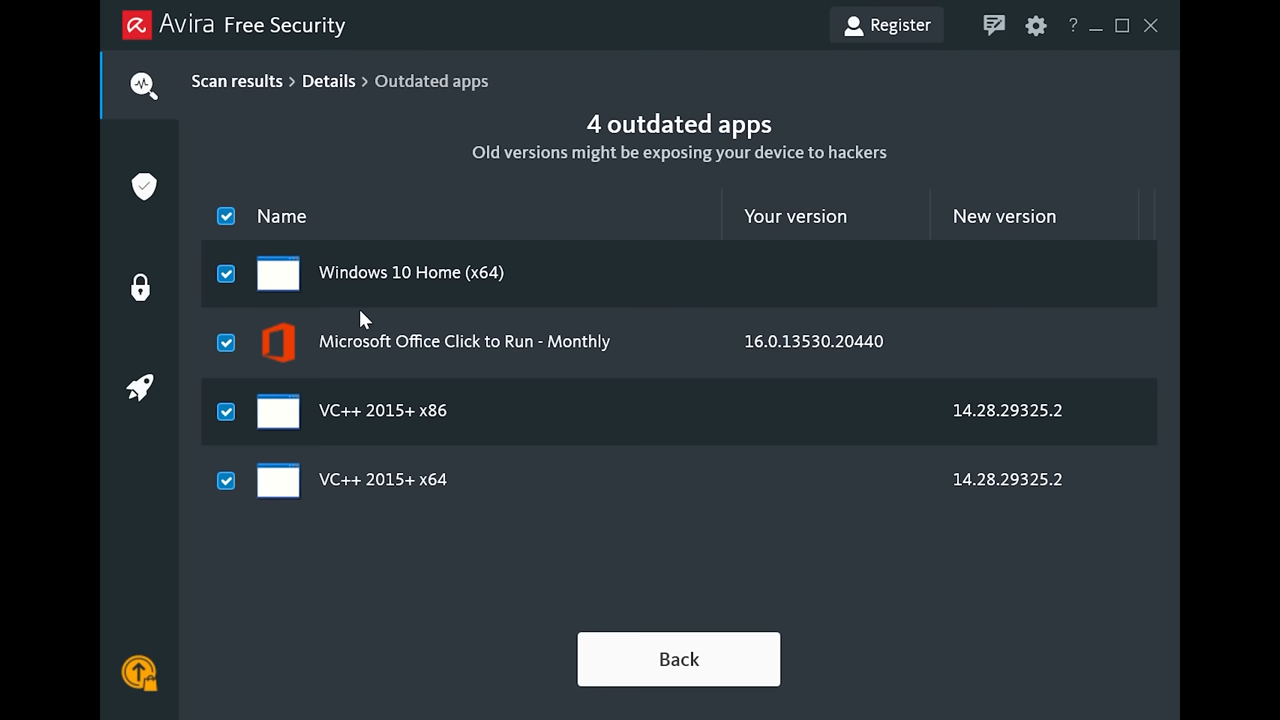 Avira Free Security
Register
?
Scan results > Details > Outdated apps
4 outdated apps
Old versions might be exposing your device to hackers
Name Your version New version
Windows 10 Home (x64)
Microsoft Office Click to Run - Monthly 16.0.13530.20440
VC++ 2015+ x86 14.28.29325.2
VC++ 2015+ x64 14.28.29325.2
Back